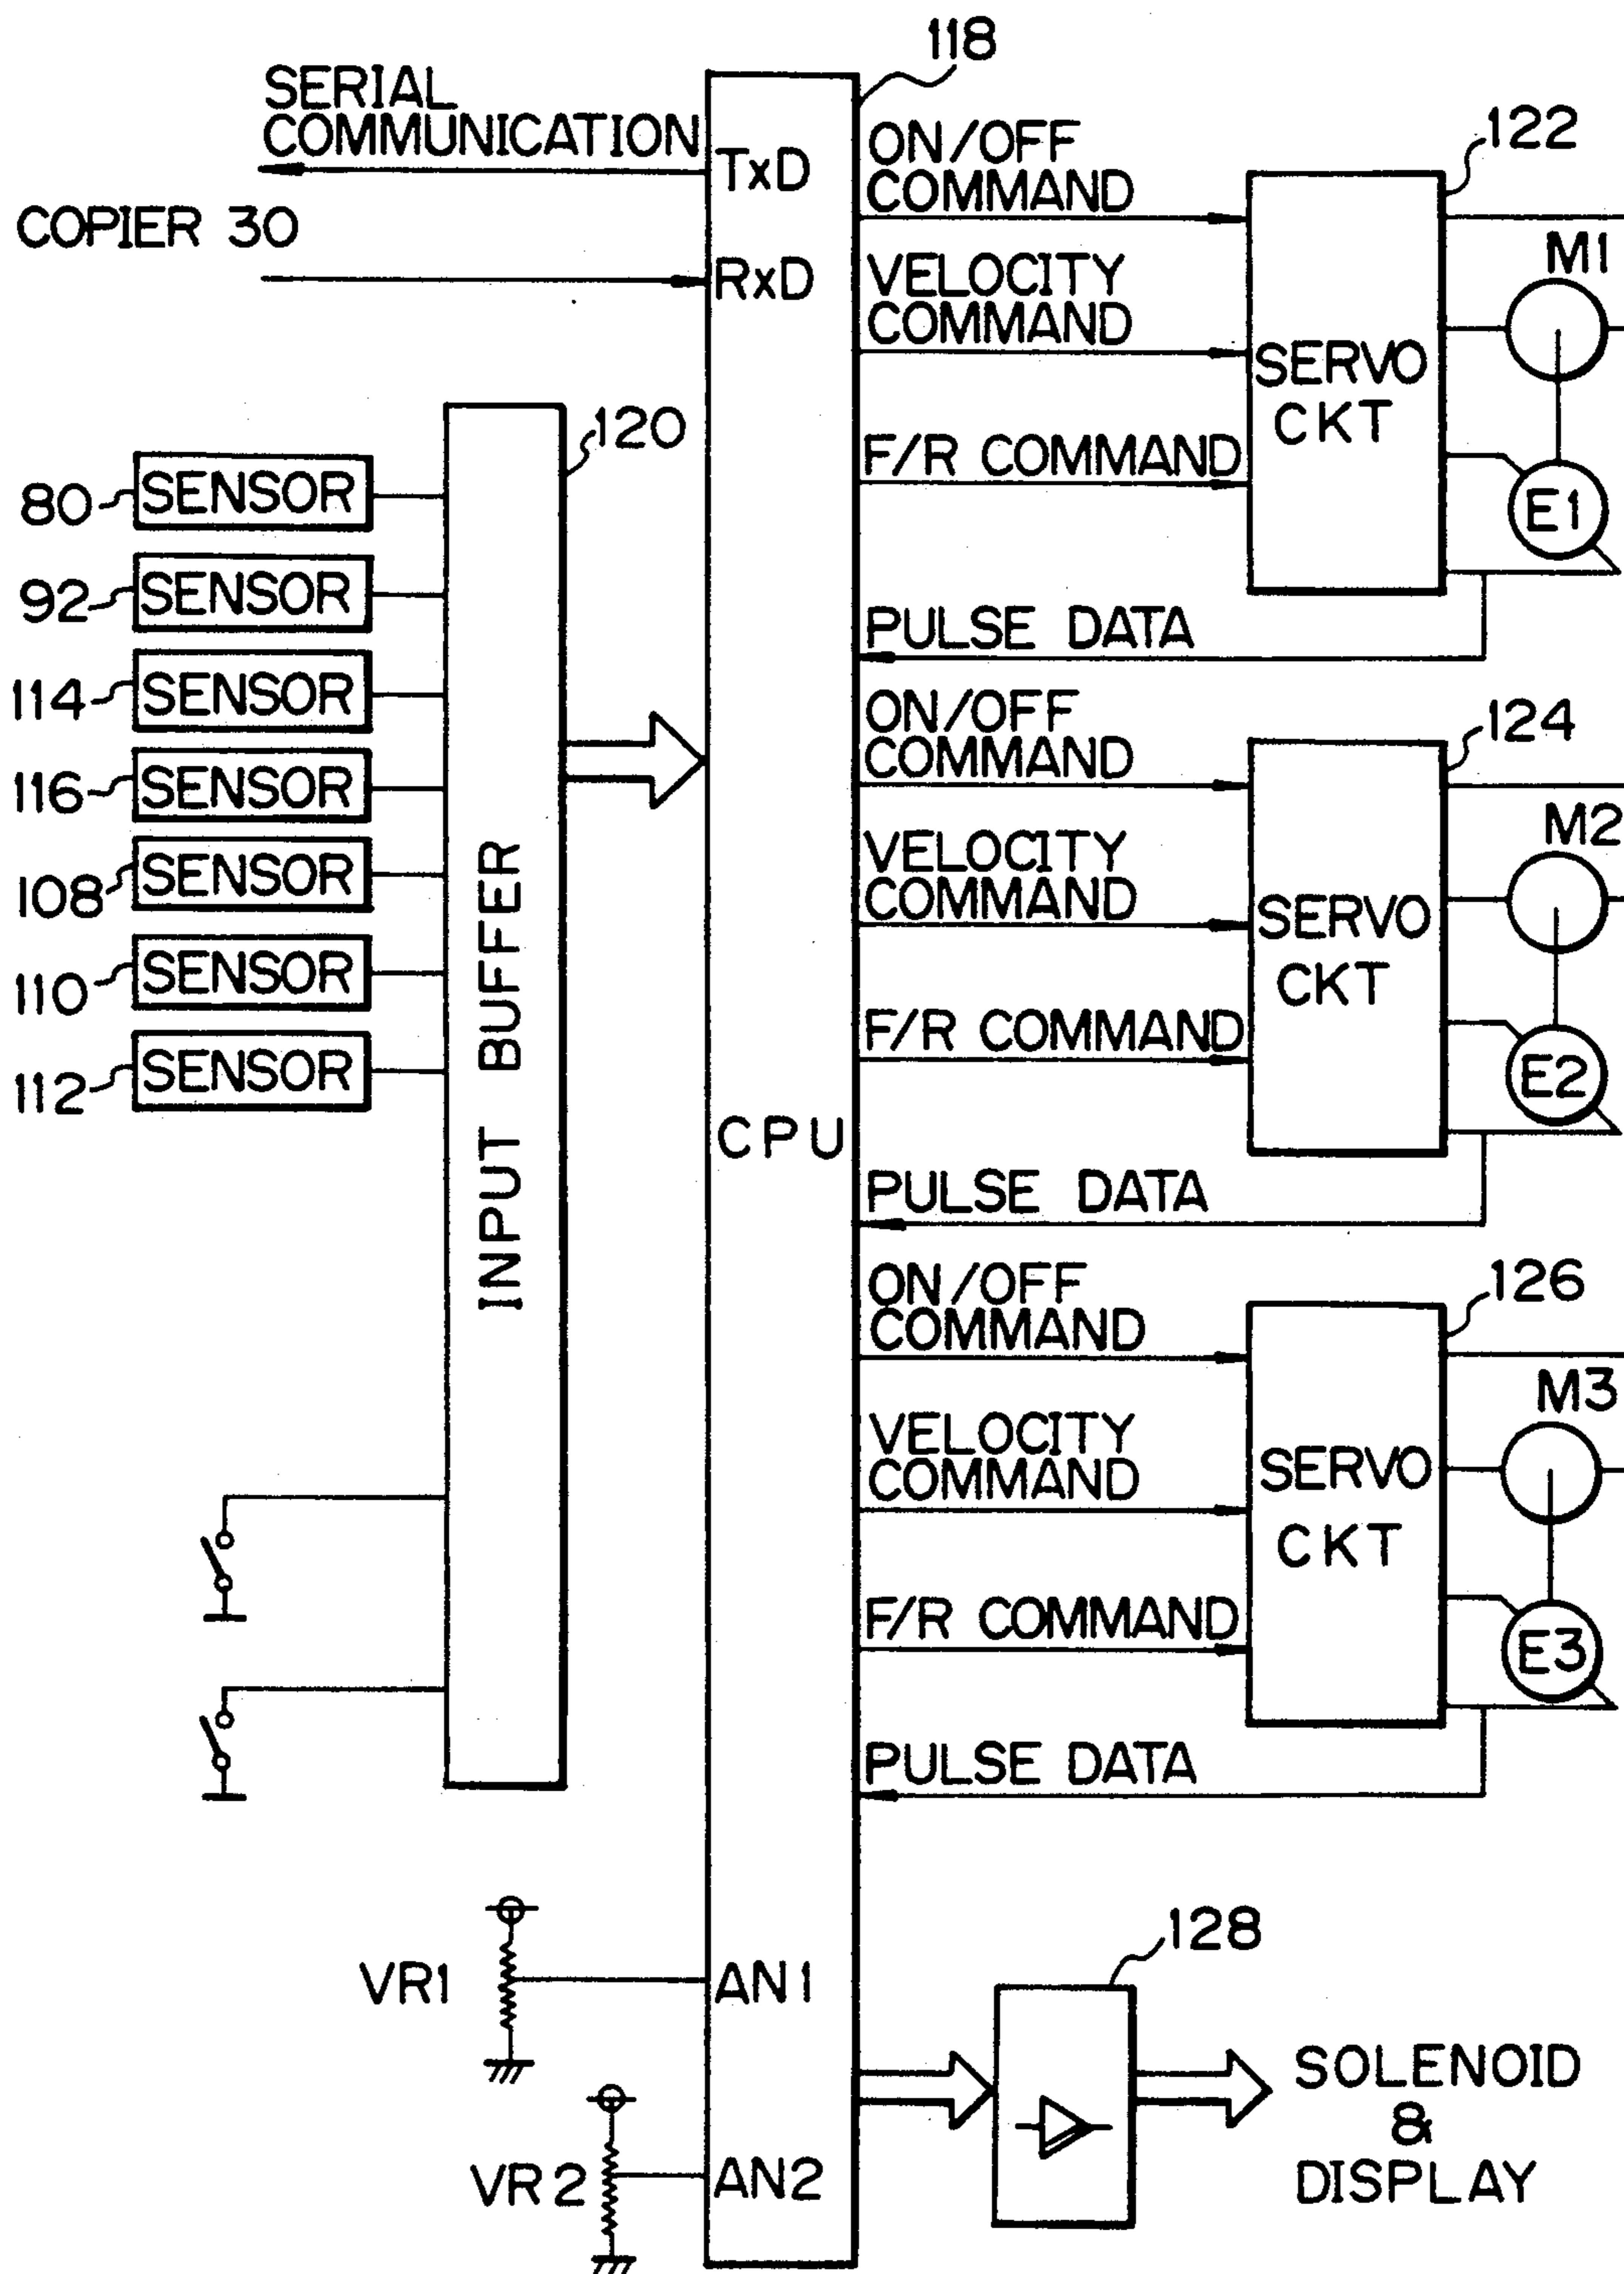 118
SERIAL
COMMUNICATION
TxD
COPIER 30
RxD
ON/OFF
COMMAND
VELOCITY
COMMAND
F/R COMMAND
PULSE DATA
122
SERVO
CKT
M1
E1
120
80
SENSOR
92
SENSOR
114
SENSOR
116
SENSOR
108
SENSOR
110
SENSOR
112
SENSOR
INPUT BUFFER
CPU
ON/OFF
COMMAND
VELOCITY
COMMAND
F/R COMMAND
PULSE DATA
124
SERVO
CKT
M2
E2
ON/OFF
COMMAND
VELOCITY
COMMAND
F/R COMMAND
PULSE DATA
126
SERVO
CKT
M3
E3
VR1
AN1
VR2
AN2
128
SOLENOID
&
DISPLAY